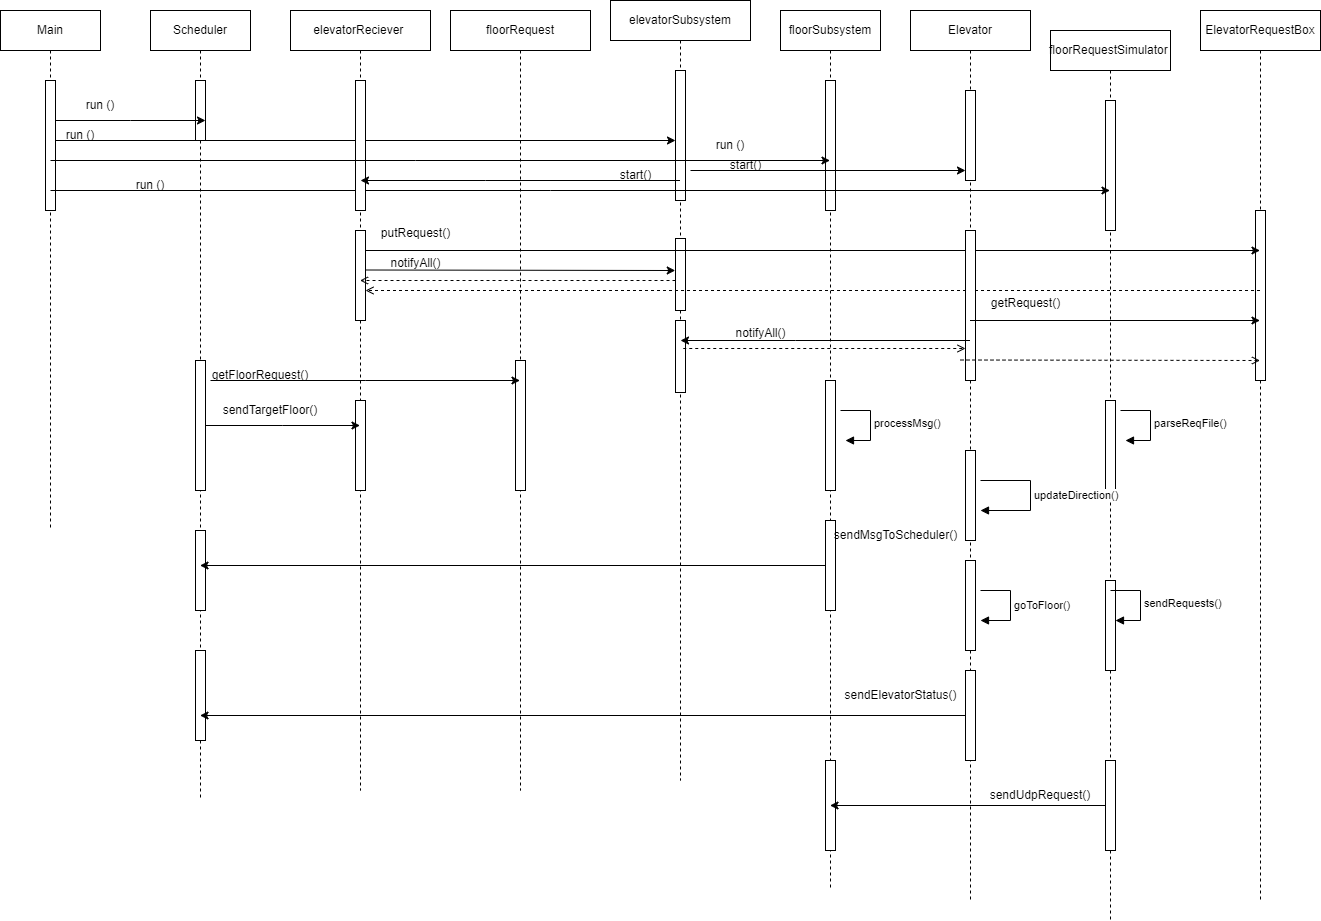 Main
Scheduler
elevatorReciever
floorRequest
elevatorSubsystem
floorSubsystem
Elevator
floorRequestSimulator
ElevatorRequestBox
run ()
run ()
run ()
start()
start()
run ()
putRequest()
notifyAll()
getRequest()
notifyAll()
getFloorRequest()
sendTargetFloor()
processMsg()
parseReqFile()
updateDirection()
sendMsgToScheduler()
goToFloor()
sendRequests()
sendElevatorStatus()
sendUdpRequest()